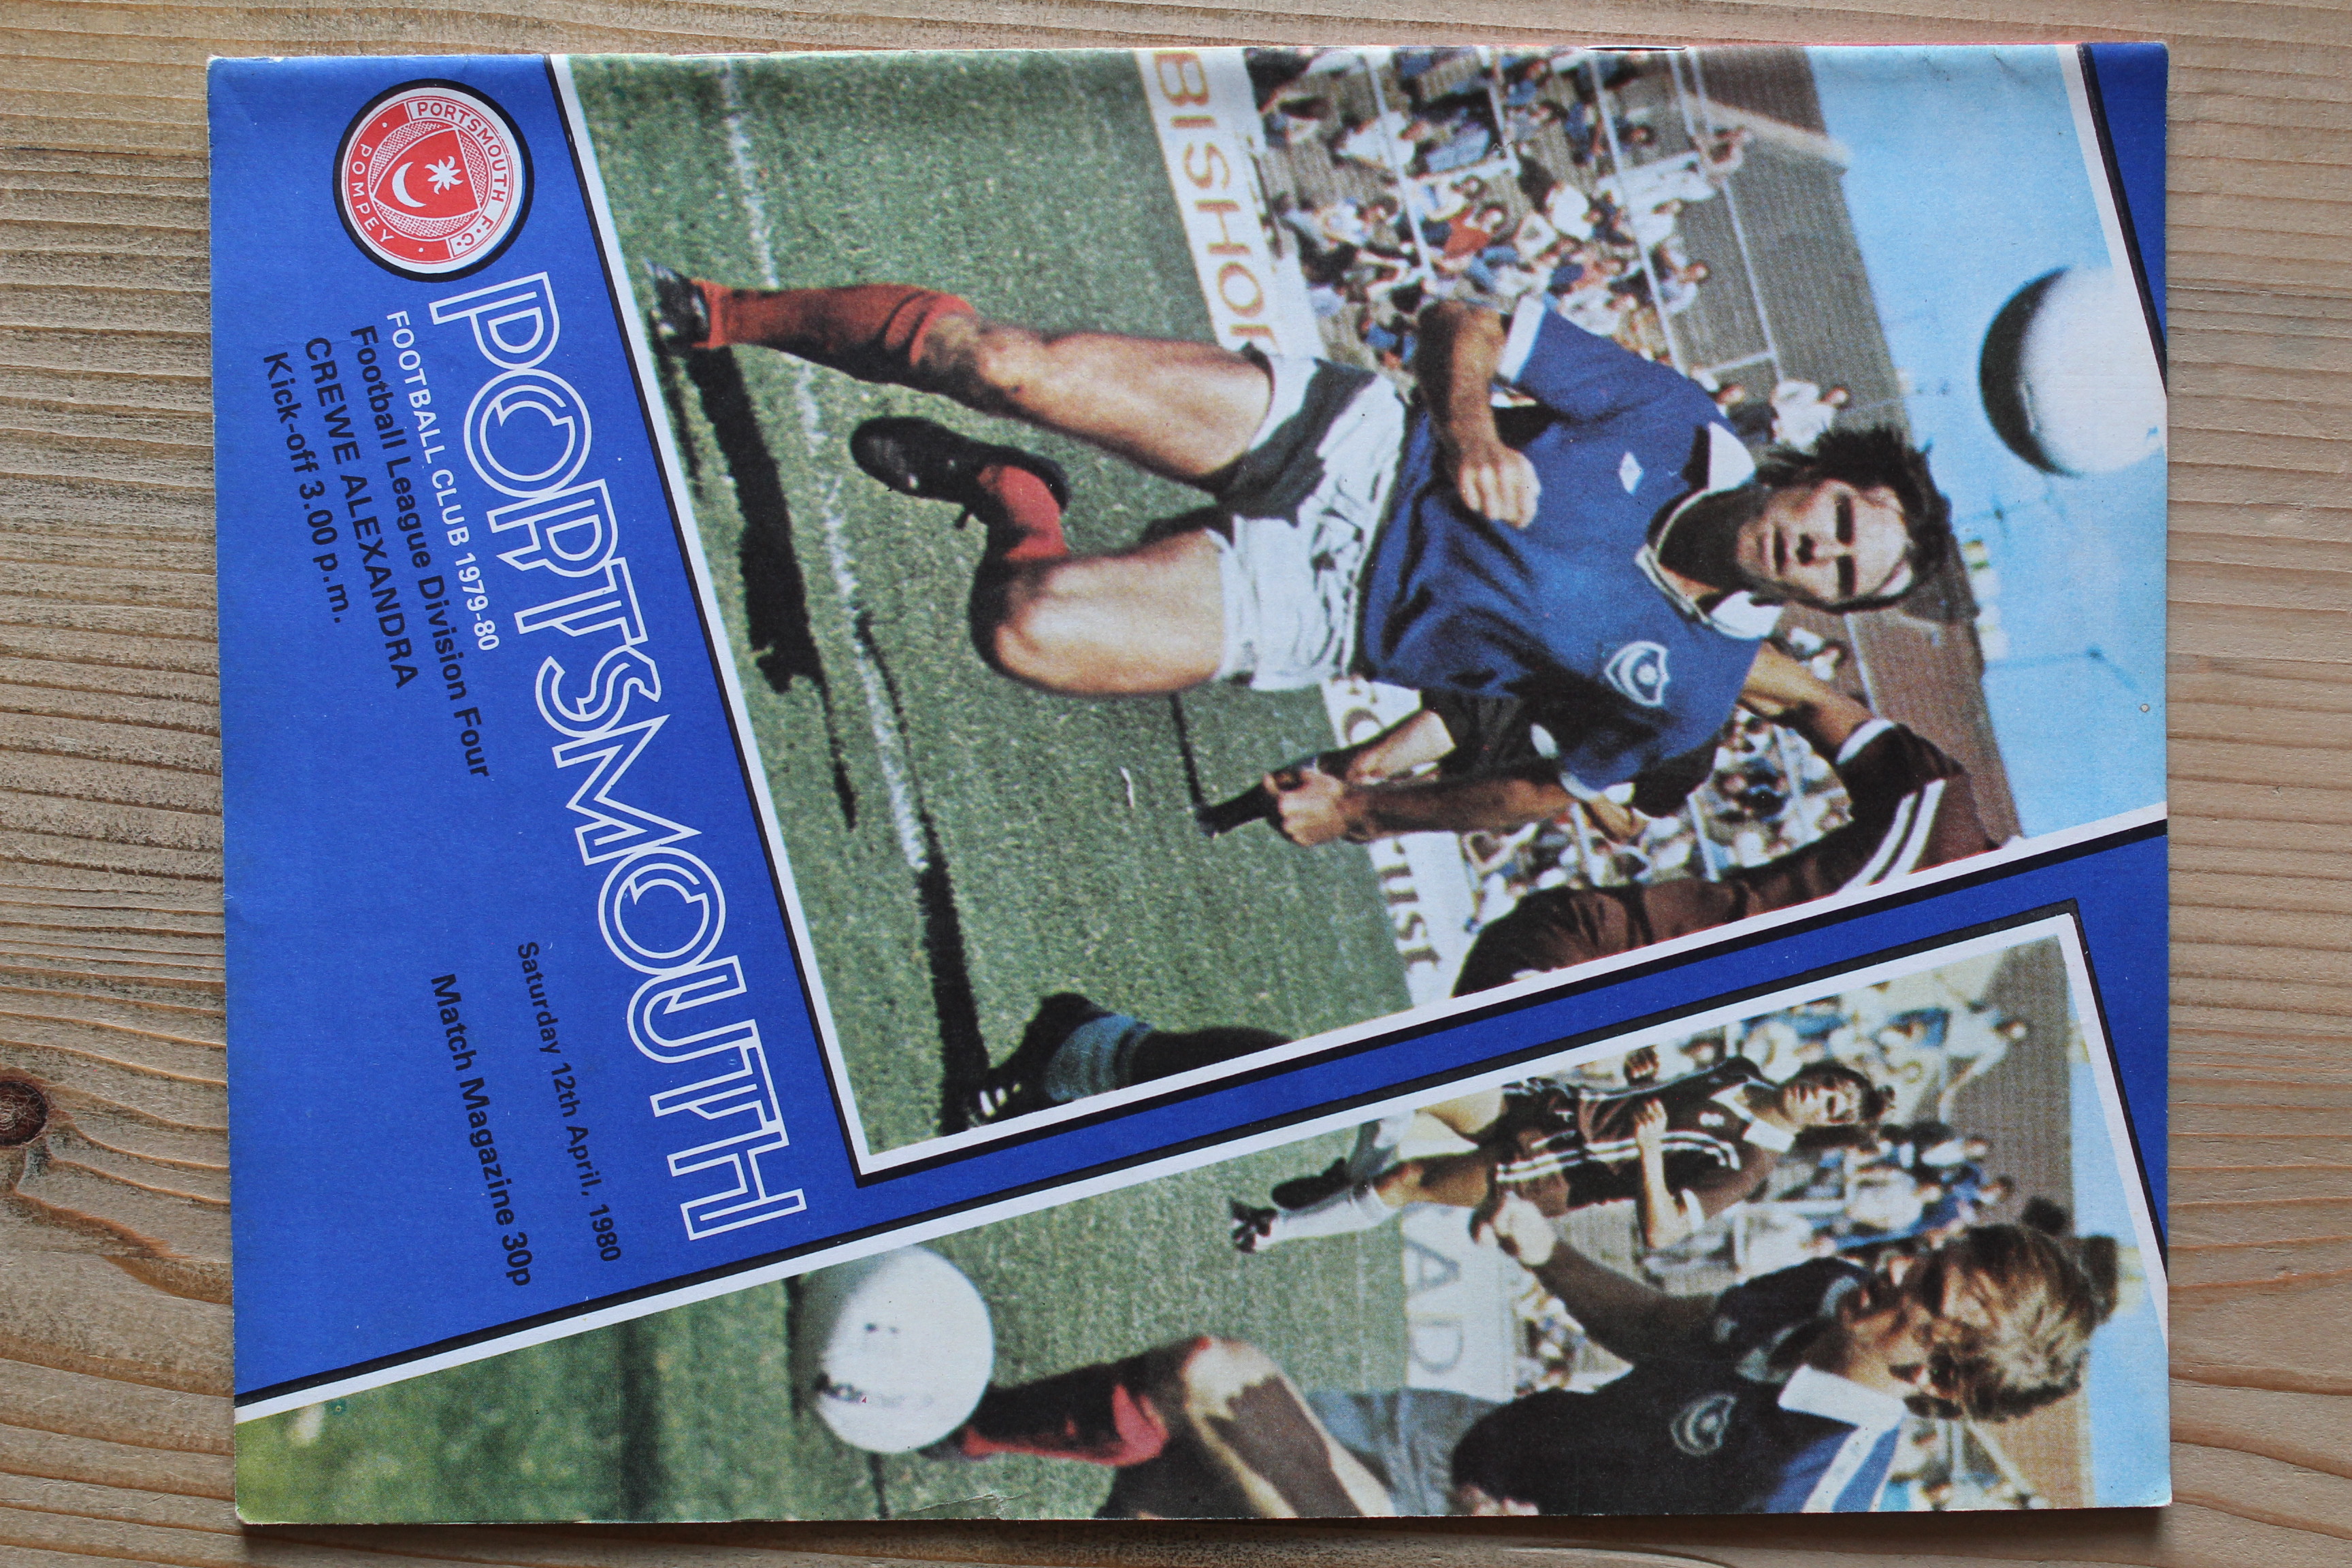 PORTSMOUTH F.C.
POMPEY
PORTSMOUTH
FOOTBALL CLUB 1979-80
Saturday 12th April, 1980
Football League Division Four
CREWE ALEXANDRA
Match Magazine 30p
Kick-off 3.00 p.m.
BISHOP
AD